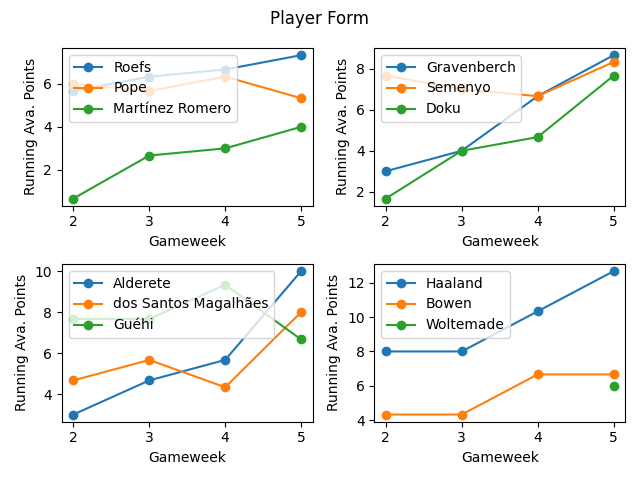 Player Form
Running Ava. Points
6
4
2
Roefs
Pope
Martínez Romero
2 3 4 5
Gameweek
Running Ava. Points
8
6
4
2
Gravenberch
Semenyo
Doku
2 3 4 5
Gameweek
Running Ava. Points
10
8
6
4
Alderete
dos Santos Magalhães
Guéhi
2 3 4 5
Gameweek
Running Ava. Points
12
10
8
6
4
Haaland
Bowen
Woltemade
2 3 4 5
Gameweek